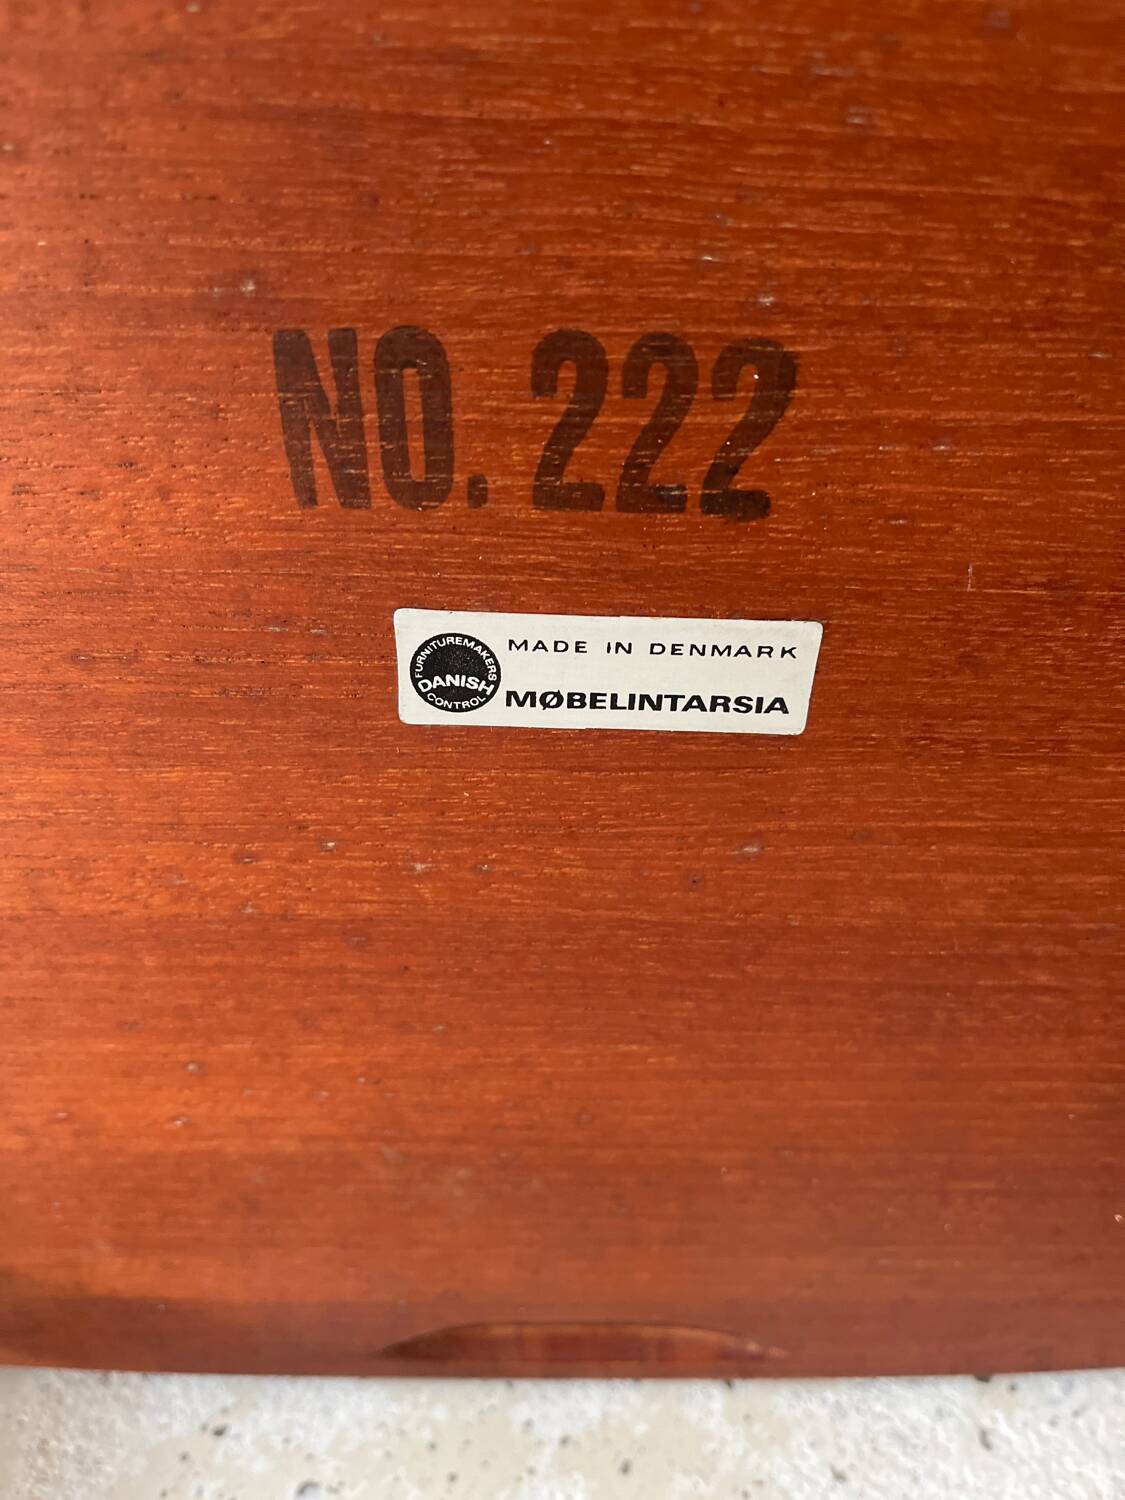 NO. 222
FURNITUREMAKERS
DANISH
CONTROL
MADE IN DENMARK
MØBELINTARSIA